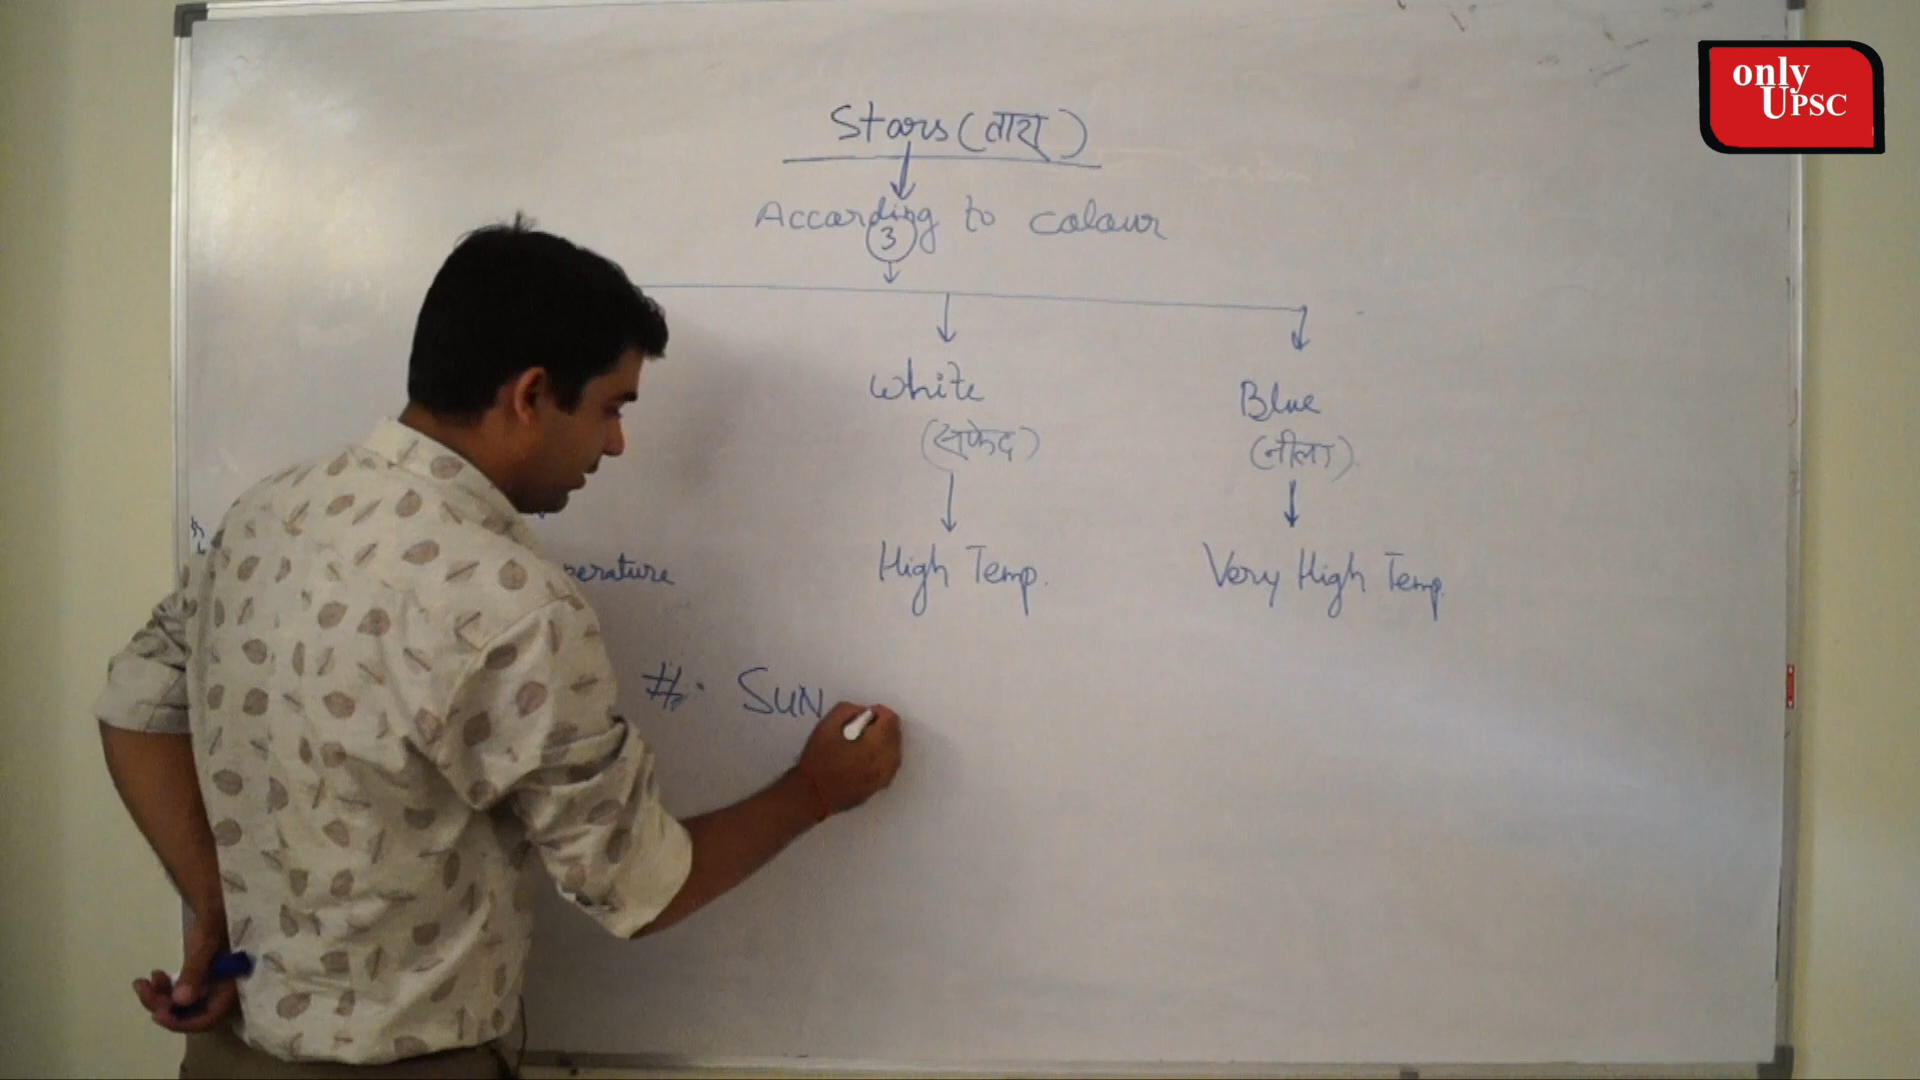 only
UPSC
Stars (तारा)
According to colour
3
White
Blue
(सफेद)
(नीला)
perature
High Temp.
Very High Temp.
#. SUN